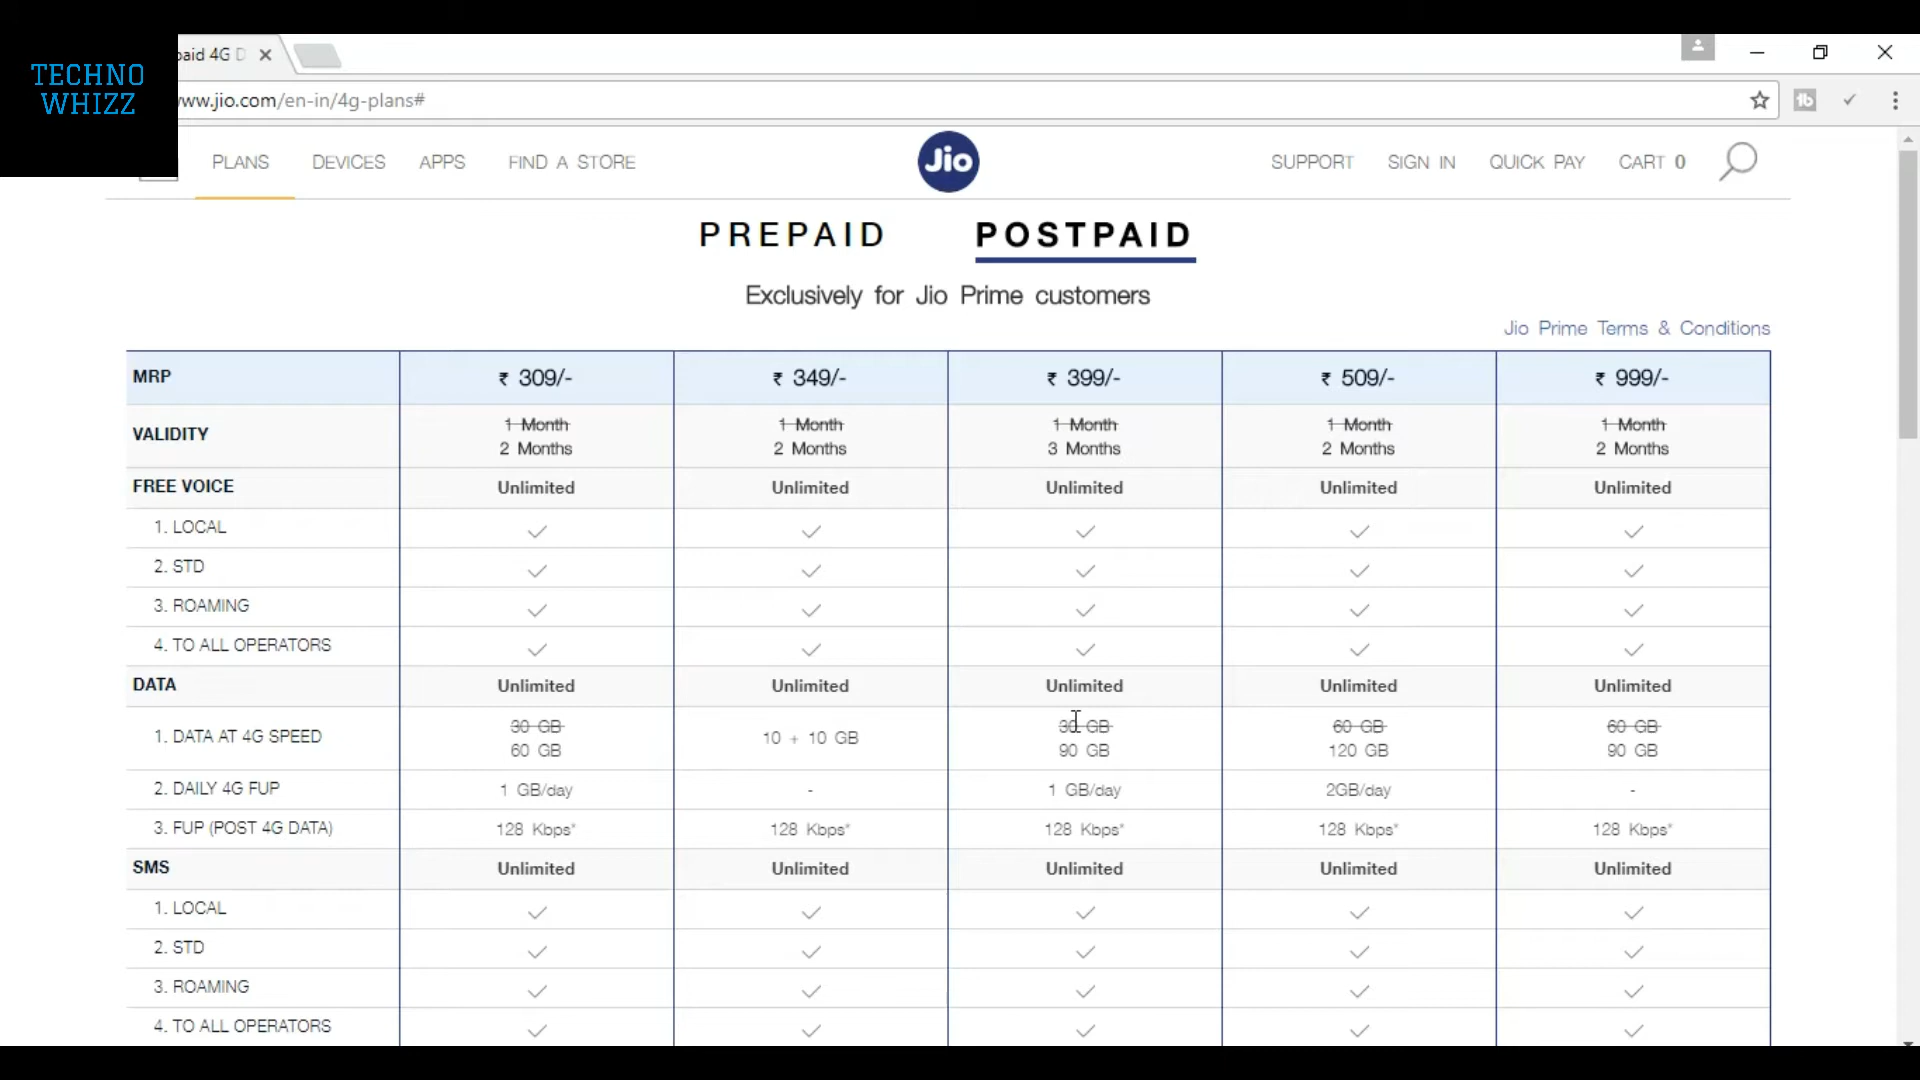 TECHNO
WHIZZ
paid 4G D
www.jio.com/en-in/4g-plans#
PLANS DEVICES APPS FIND A STORE Jio SUPPORT SIGN IN QUICK PAY CART 0
PREPAID POSTPAID
Exclusively for Jio Prime customers
Jio Prime Terms & Conditions
MRP ₹ 309/- ₹ 349/- ₹ 399/- ₹ 509/- ₹ 999/-
1 Month 1 Month 1 Month 1 Month 1 Month
VALIDITY
2 Months 2 Months 3 Months 2 Months 2 Months
FREE VOICE Unlimited Unlimited Unlimited Unlimited Unlimited
1. LOCAL
2. STD
3. ROAMING
4. TO ALL OPERATORS
DATA Unlimited Unlimited Unlimited Unlimited Unlimited
30 GB 30 GB 60 GB 60 GB
1. DATA AT 4G SPEED 10 + 10 GB
60 GB 90 GB 120 GB 90 GB
2. DAILY 4G FUP 1 GB/day - 1 GB/day 2GB/day -
3. FUP (POST 4G DATA) 128 Kbps* 128 Kbps* 128 Kbps* 128 Kbps* 128 Kbps*
SMS Unlimited Unlimited Unlimited Unlimited Unlimited
1. LOCAL
2. STD
3. ROAMING
4. TO ALL OPERATORS